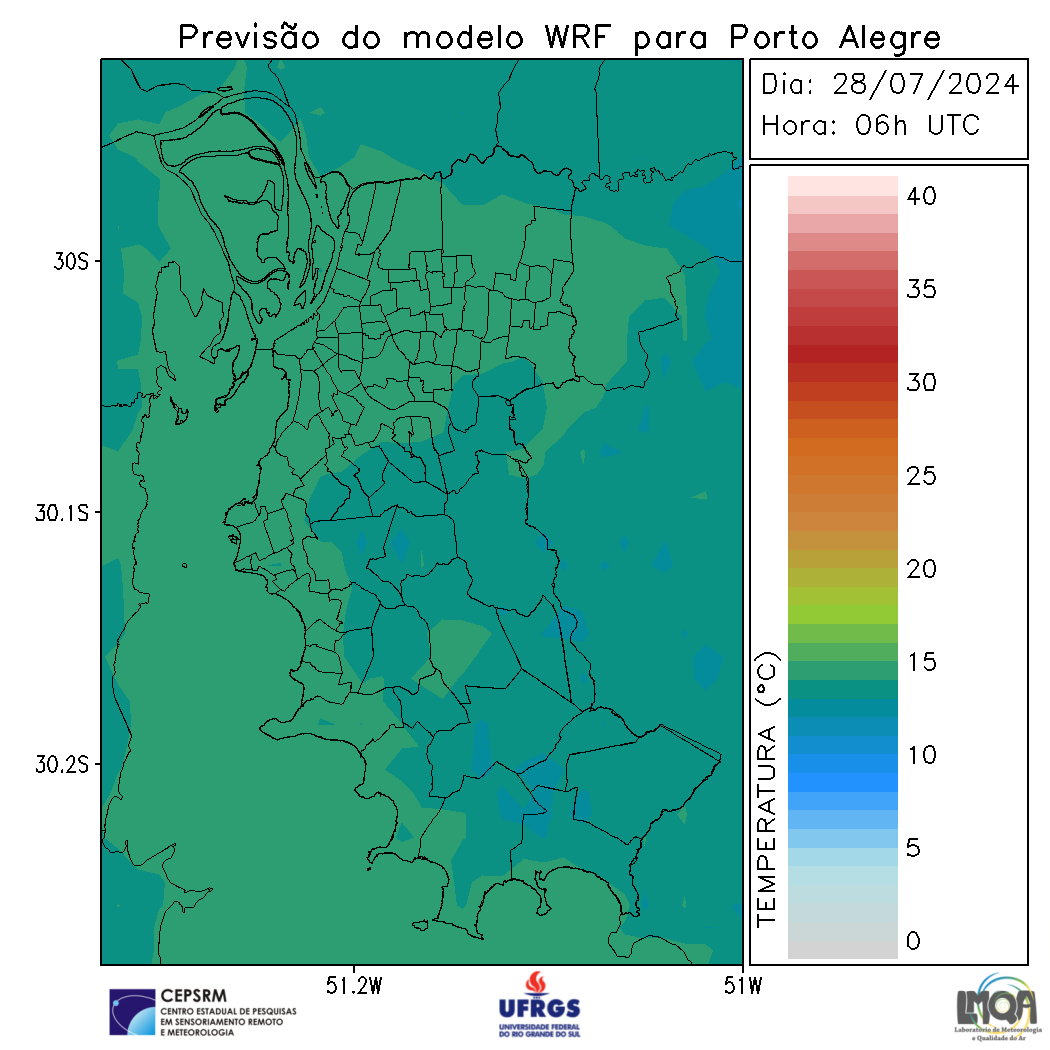 Previsão do modelo WRF para Porto Alegre
Dia: 28/07/2024
Hora: 06h UTC
40
35
30
25
20
15
10
5
0
TEMPERATURA (°C)
30S
30.1S
30.2S
51.2W
51W
CEPSRM
CENTRO ESTADUAL DE PESQUISAS
EM SENSORIAMENTO REMOTO
E METEOROLOGIA
UFRGS
UNIVERSIDADE FEDERAL
DO RIO GRANDE DO SUL
LMQA
Laboratório de Meteorologia
e Qualidade do Ar